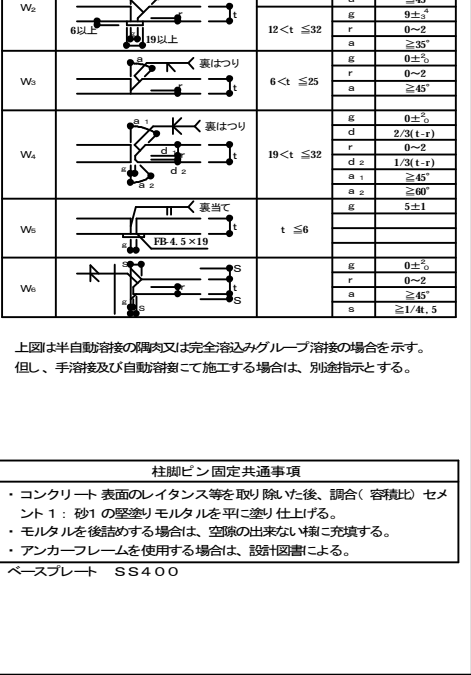 W₂
6以上
19以上
t
r
g
12＜t ≦32
g 9±³₄
r 0～2
a ≧35°
W₃
裏はつり
a
r
t
6＜t ≦25
g 0±²₀
r 0～2
a ≧45°
W₄
裏はつり
a ₁
d ₁
d ₂
g
a ₂
t
19＜t ≦32
g 0±²₀
d 2/3(t-r)
r 0～2
d ₂ 1/3(t-r)
a ₁ ≧45°
a ₂ ≧60°
W₅
裏当て
FB-4.5×19
g
t
t ≦6
g 5±1
W₆
s
S
r
t
g
s
S
g 0±²₀
r 0～2
a ≧45°
s ≧1/4t, 5
上図は半自動溶接の隅肉又は完全溶込みグループ溶接の場合を示す。
但し、手溶接及び自動溶接にて施工する場合は、別途指示とする。
柱脚ピン固定共通事項
・コンクリート表面のレイタンス等を取り除いた後、調合(容積比)セメ
ント1：砂1の堅塗りモルタルを平に塗り仕上げる。
・モルタルを後詰めする場合は、空隙の出来ない様に充填する。
・アンカーフレームを使用する場合は、設計図書による。
ベースプレート SS400